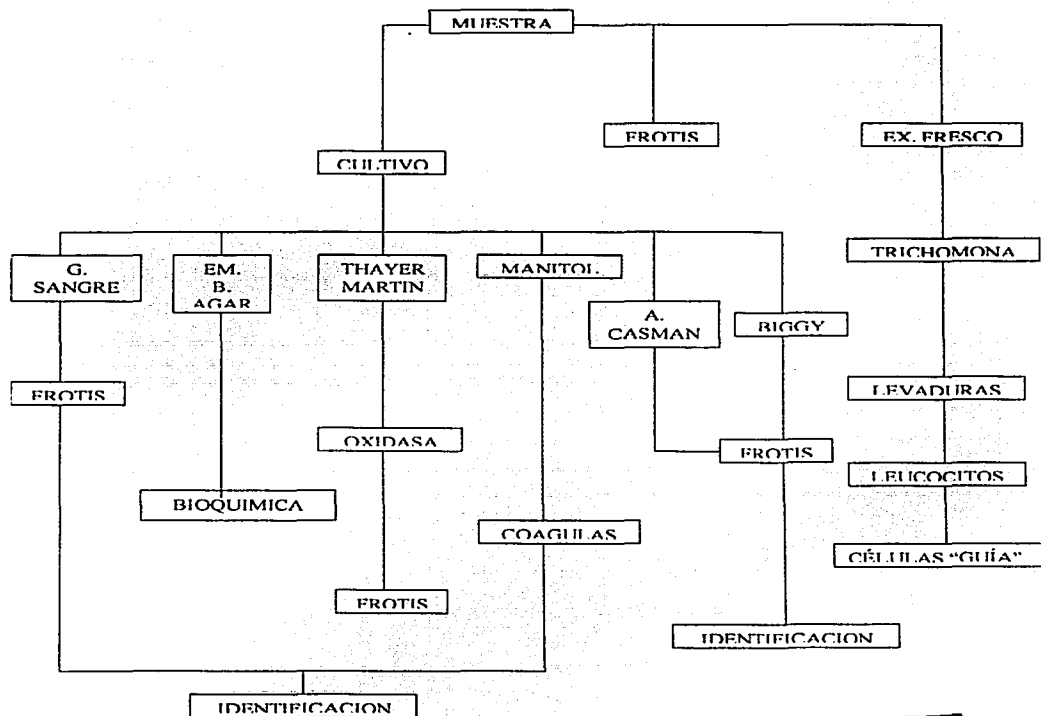 MUESTRA
FROTIS
EX. FRESCO
CULTIVO
G.
SANGRE
EM.
B.
AGAR
THAYER
MARTIN
MANITOL
TRICHOMONA
A.
CASMAN
BIGGY
FROTIS
LEVADURAS
OXIDASA
FROTIS
LEUCOCITOS
BIOQUIMICA
COAGULAS
CÉLULAS "GUÍA"
FROTIS
IDENTIFICACION
IDENTIFICACION